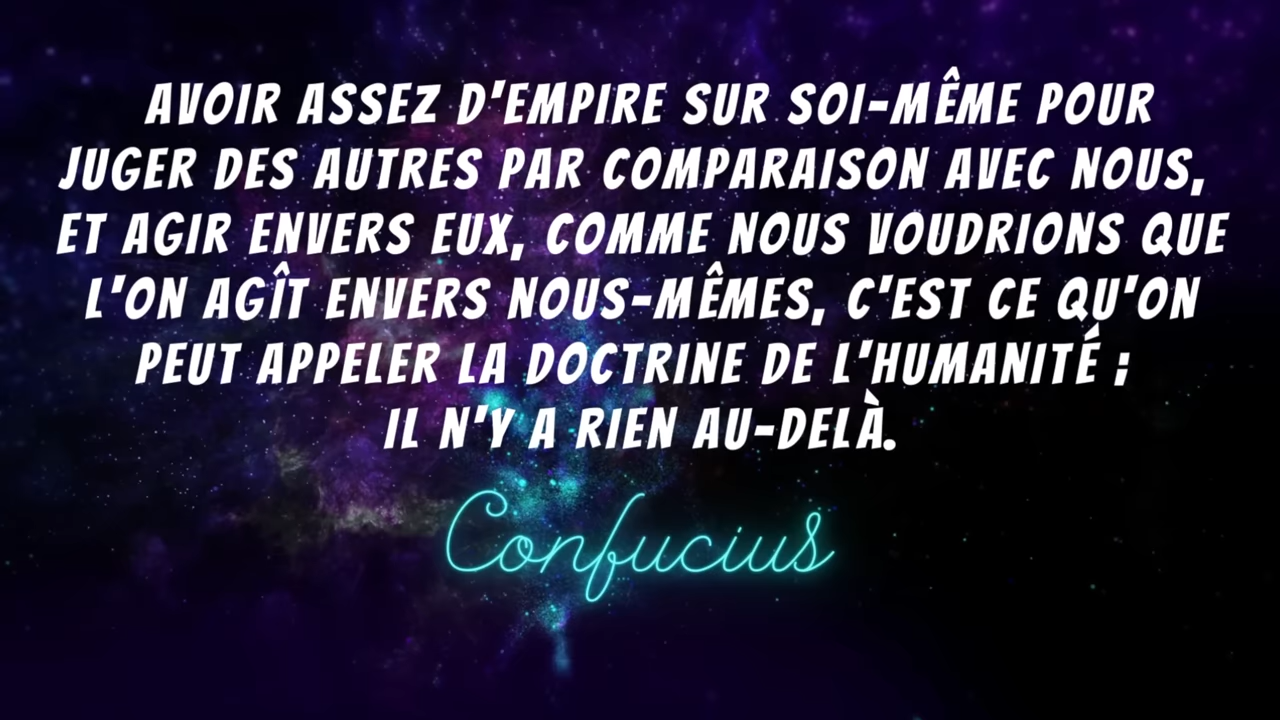 AVOIR ASSEZ D'EMPIRE SUR SOI-MÊME POUR
JUGER DES AUTRES PAR COMPARAISON AVEC NOUS,
ET AGIR ENVERS EUX, COMME NOUS VOUDRIONS QUE
L'ON AGÎT ENVERS NOUS-MÊMES, C'EST CE QU'ON
PEUT APPELER LA DOCTRINE DE L'HUMANITÉ ;
IL N'Y A RIEN AU-DELÀ.
Confucius